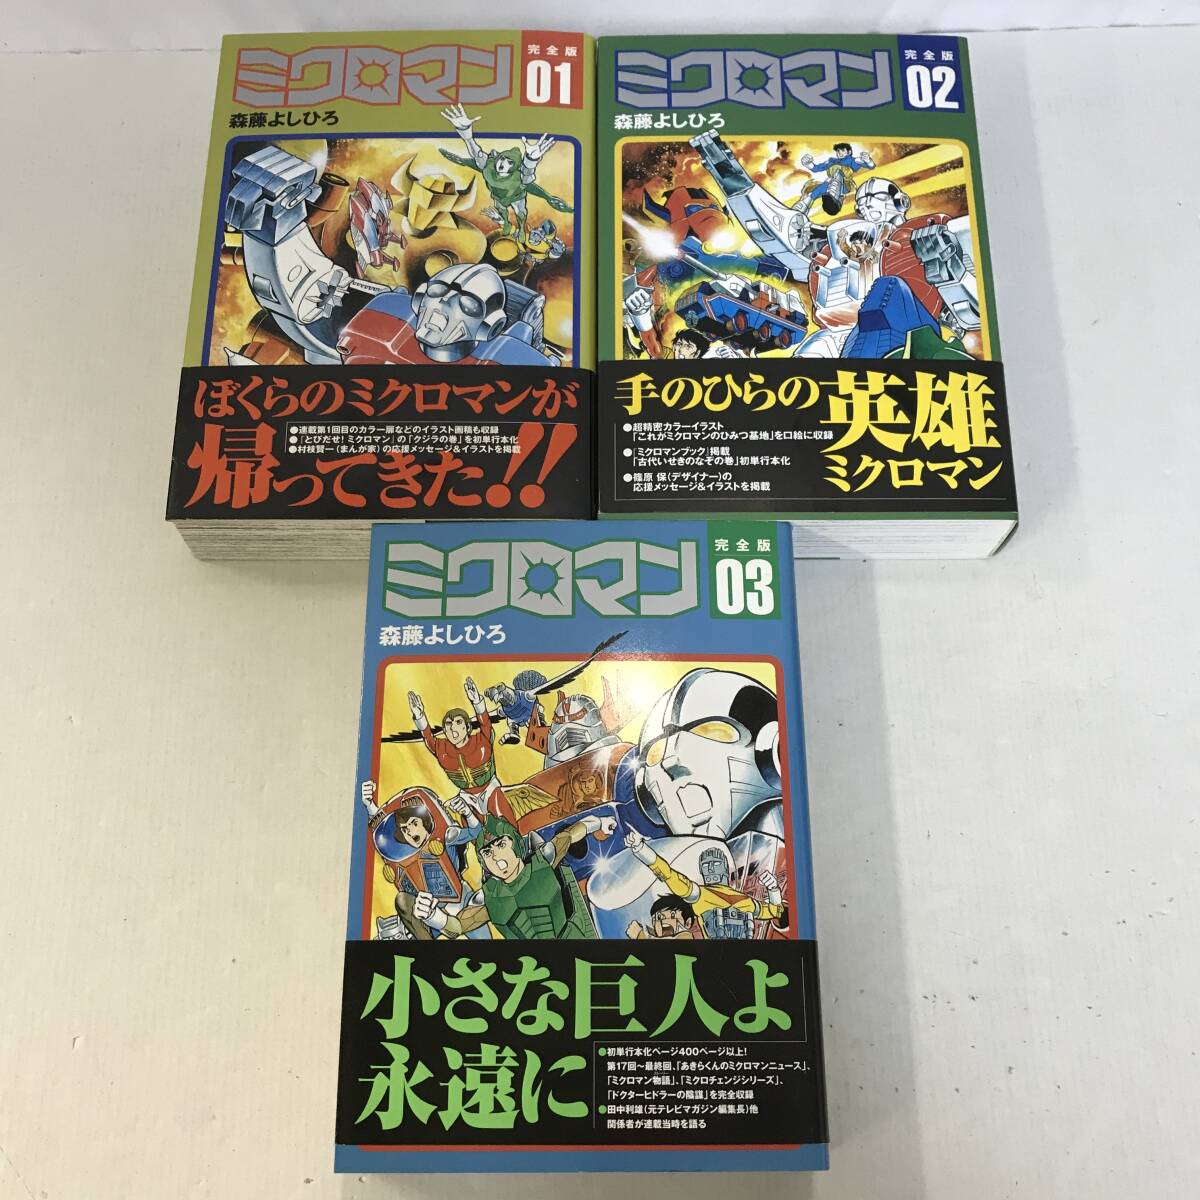 ミクロマン
完全版
01
森藤よしひろ
ぼくらのミクロマンが
●連載第1回目のカラー扉などのイラスト画稿も収録
●「とびだせ!ミクロマン」の「クジラの巻」を初単行本化
●村枝賢一(まんが家)の応援メッセージ&イラストを掲載
帰ってきた!!
ミクロマン
完全版
02
森藤よしひろ
手のひらの
英雄
ミクロマン
●超精密カラーイラスト
「これがミクロマンのひみつ基地」を口絵に収録
●「ミクロマンブック」掲載
「古代いせきのなぞの巻」初単行本化
●篠原 保(デザイナー)の
応援メッセージ&イラストを掲載
ミクロマン
完全版
03
森藤よしひろ
小さな巨人よ
永遠に
●初単行本化ページ400ページ以上!
第17回〜最終回、「あきらくんのミクロマンニュース」、
「ミクロマン物語」、「ミクロチェンジシリーズ」、
「ドクターヒドラーの陰謀」を完全収録
●田中利雄(元テレビマガジン編集長)他
関係者が連載当時を語る